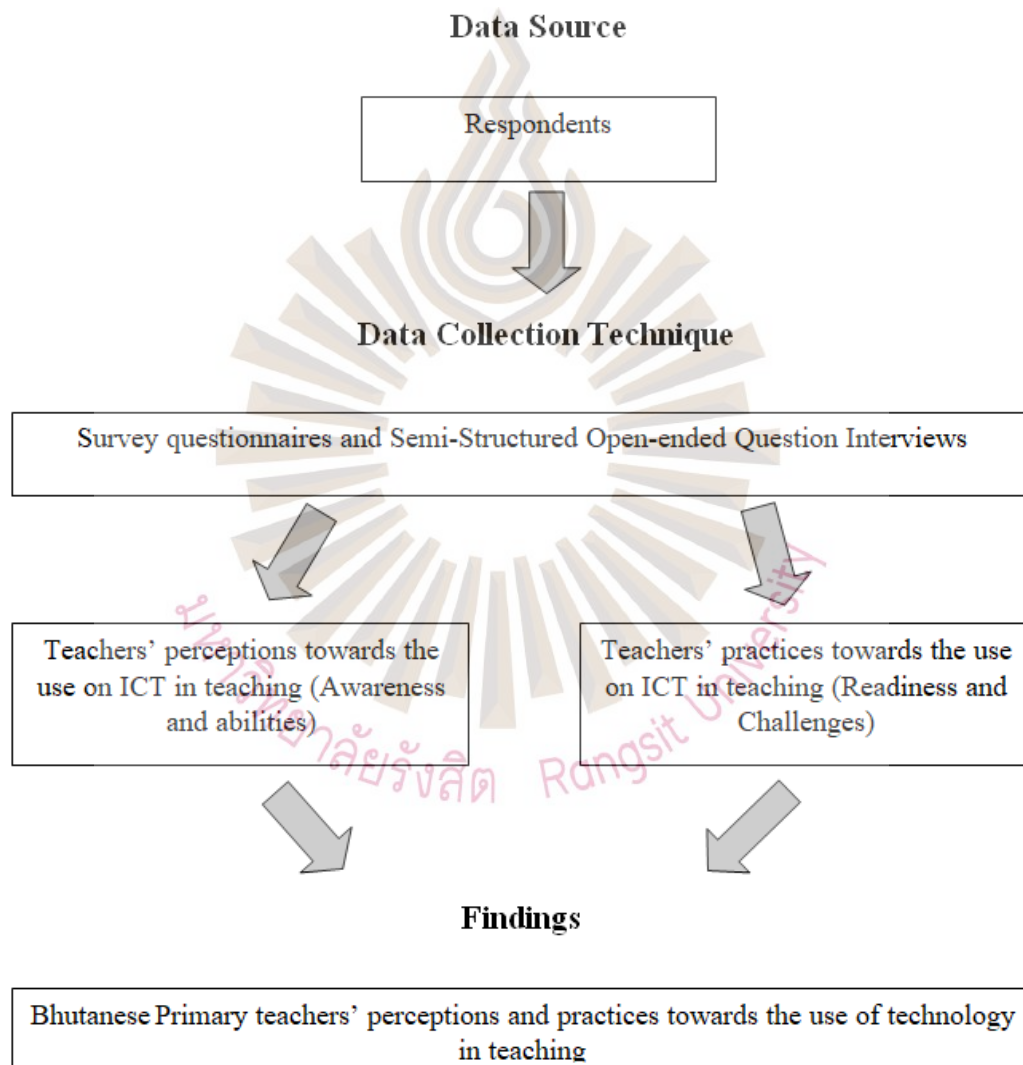 Data Source
Respondents
Data Collection Technique
Survey questionnaires and Semi-Structured Open-ended Question Interviews
Teachers’ perceptions towards the
use on ICT in teaching (Awareness
and abilities)
Teachers’ practices towards the use
on ICT in teaching (Readiness and
Challenges)
มหาวิทยาลัยรังสิต Rangsit University
Findings
Bhutanese Primary teachers’ perceptions and practices towards the use of technology
in teaching